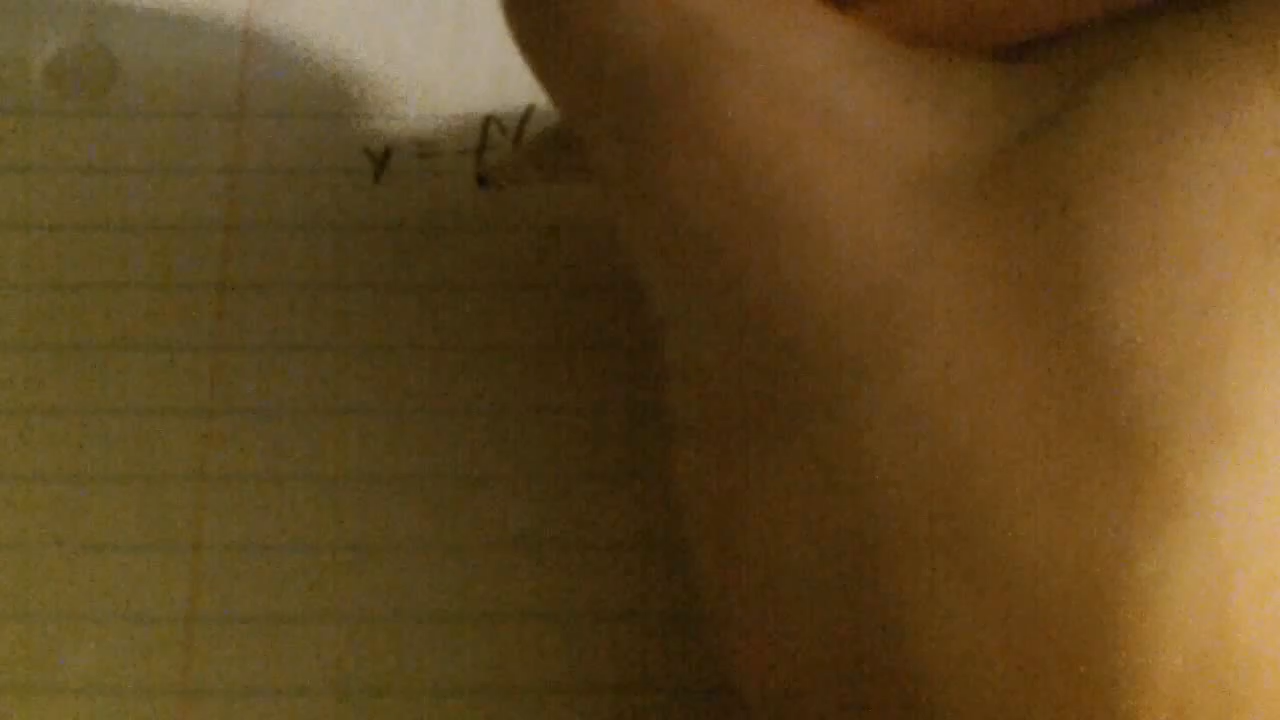 y = f(